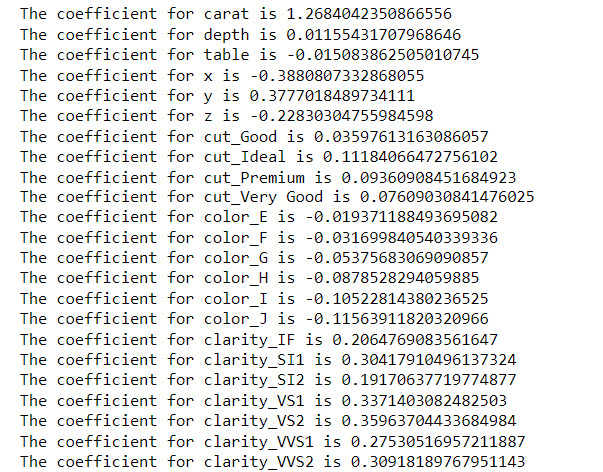 The coefficient for carat is 1.2684042350866556
The coefficient for depth is 0.01155431707968646
The coefficient for table is -0.015083862505010745
The coefficient for x is -0.3880807332868055
The coefficient for y is 0.3777018489734111
The coefficient for z is -0.22830304755984598
The coefficient for cut_Good is 0.03597613163086057
The coefficient for cut_Ideal is 0.11184066472756102
The coefficient for cut_Premium is 0.09360908451684923
The coefficient for cut_Very Good is 0.07609030841476025
The coefficient for color_E is -0.019371188493695082
The coefficient for color_F is -0.031699840540339336
The coefficient for color_G is -0.05375683069090857
The coefficient for color_H is -0.0878528294059885
The coefficient for color_I is -0.10522814380236525
The coefficient for color_J is -0.11563911820320966
The coefficient for clarity_IF is 0.2064769083561647
The coefficient for clarity_SI1 is 0.30417910496137324
The coefficient for clarity_SI2 is 0.19170637719774877
The coefficient for clarity_VS1 is 0.3371403082482503
The coefficient for clarity_VS2 is 0.35963704433684984
The coefficient for clarity_VVS1 is 0.27530516957211887
The coefficient for clarity_VVS2 is 0.30918189767951143